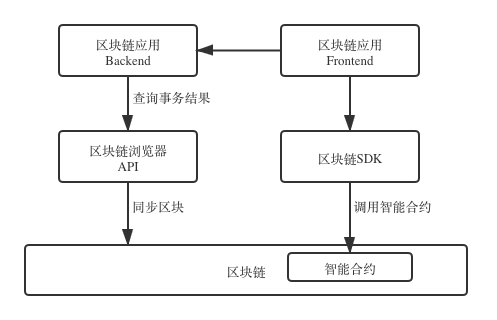 区块链应用
Backend
区块链应用
Frontend
查询事务结果
区块链浏览器
API
区块链SDK
同步区块
调用智能合约
区块链
智能合约